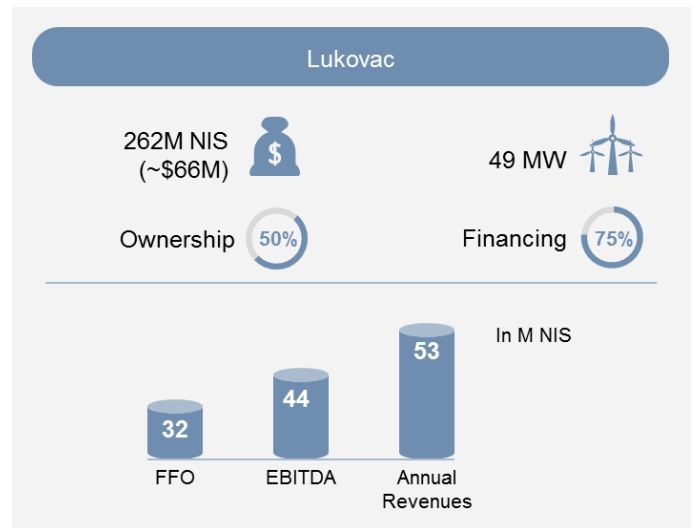 Lukovac
262M NIS
(~$66M)
$
49 MW
Ownership
50%
Financing
75%
In M NIS
53
44
32
FFO
EBITDA
Annual
Revenues